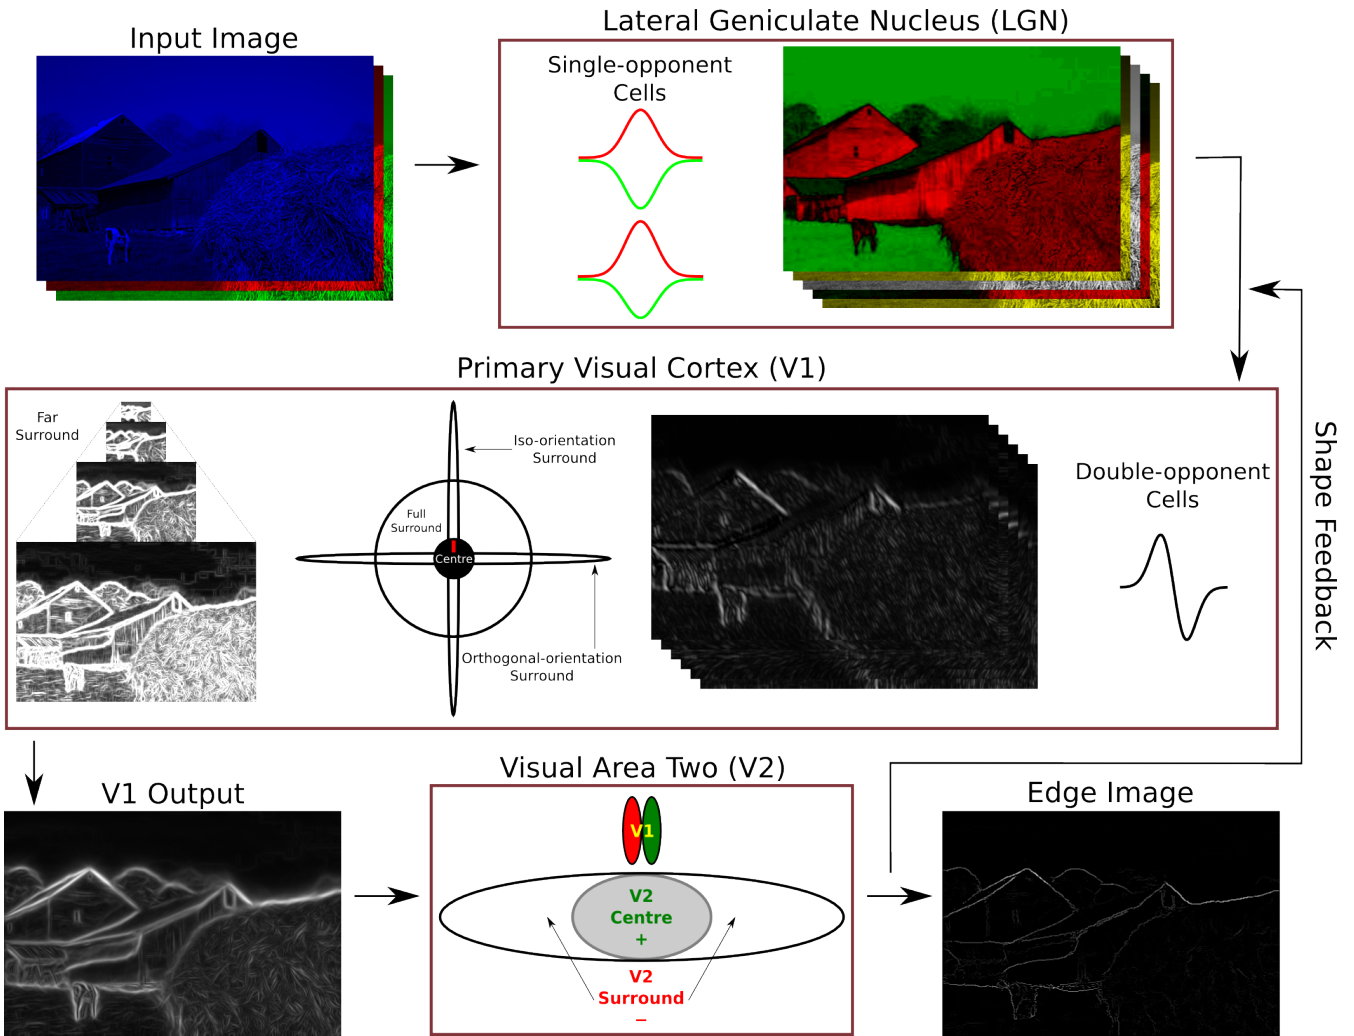 Input Image
Lateral Geniculate Nucleus (LGN)
Single-opponent
Cells
Primary Visual Cortex (V1)
Far
Surround
Iso-orientation
Surround
Full
Surround
Centre
Orthogonal-orientation
Surround
Double-opponent
Cells
Shape Feedback
V1 Output
Visual Area Two (V2)
V1
V2
Centre
+
V2
Surround
−
Edge Image